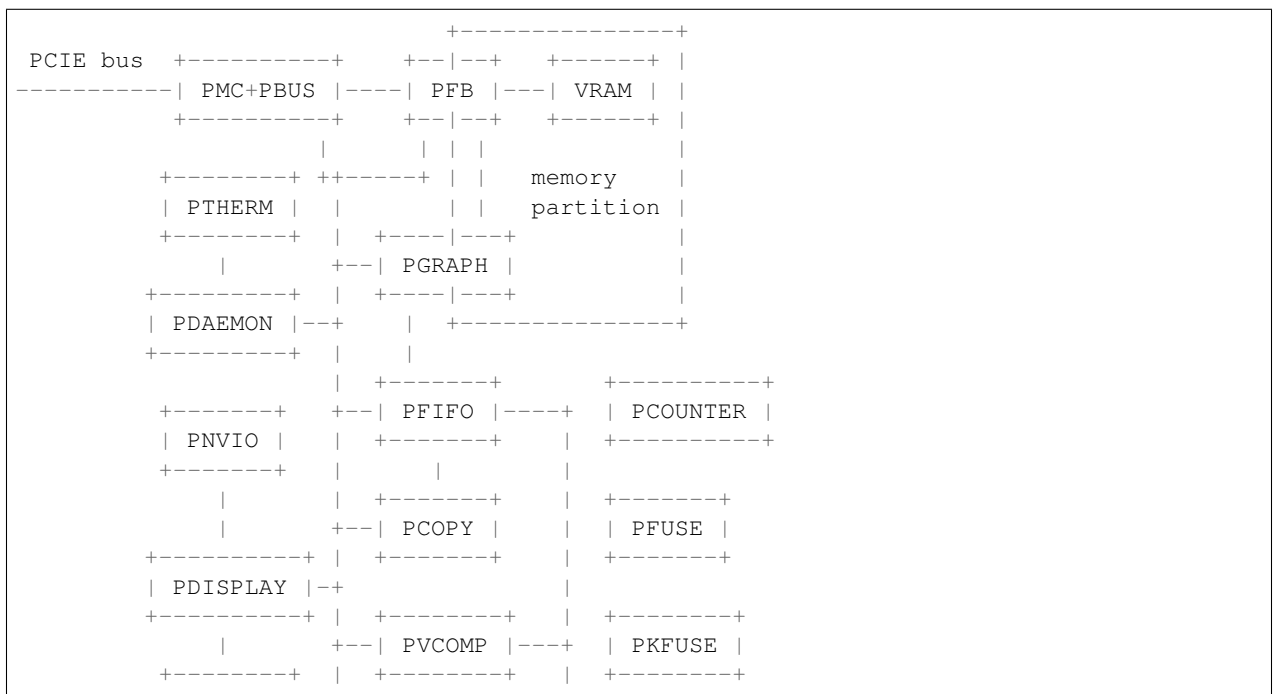 PCIE bus
PMC+PBUS PFB VRAM
PTHERM memory
partition
PGRAPH
PDAEMON
PFIFO PCOUNTER
PNVIO
PCOPY PFUSE
PDISPLAY
PVCOMP PKFUSE